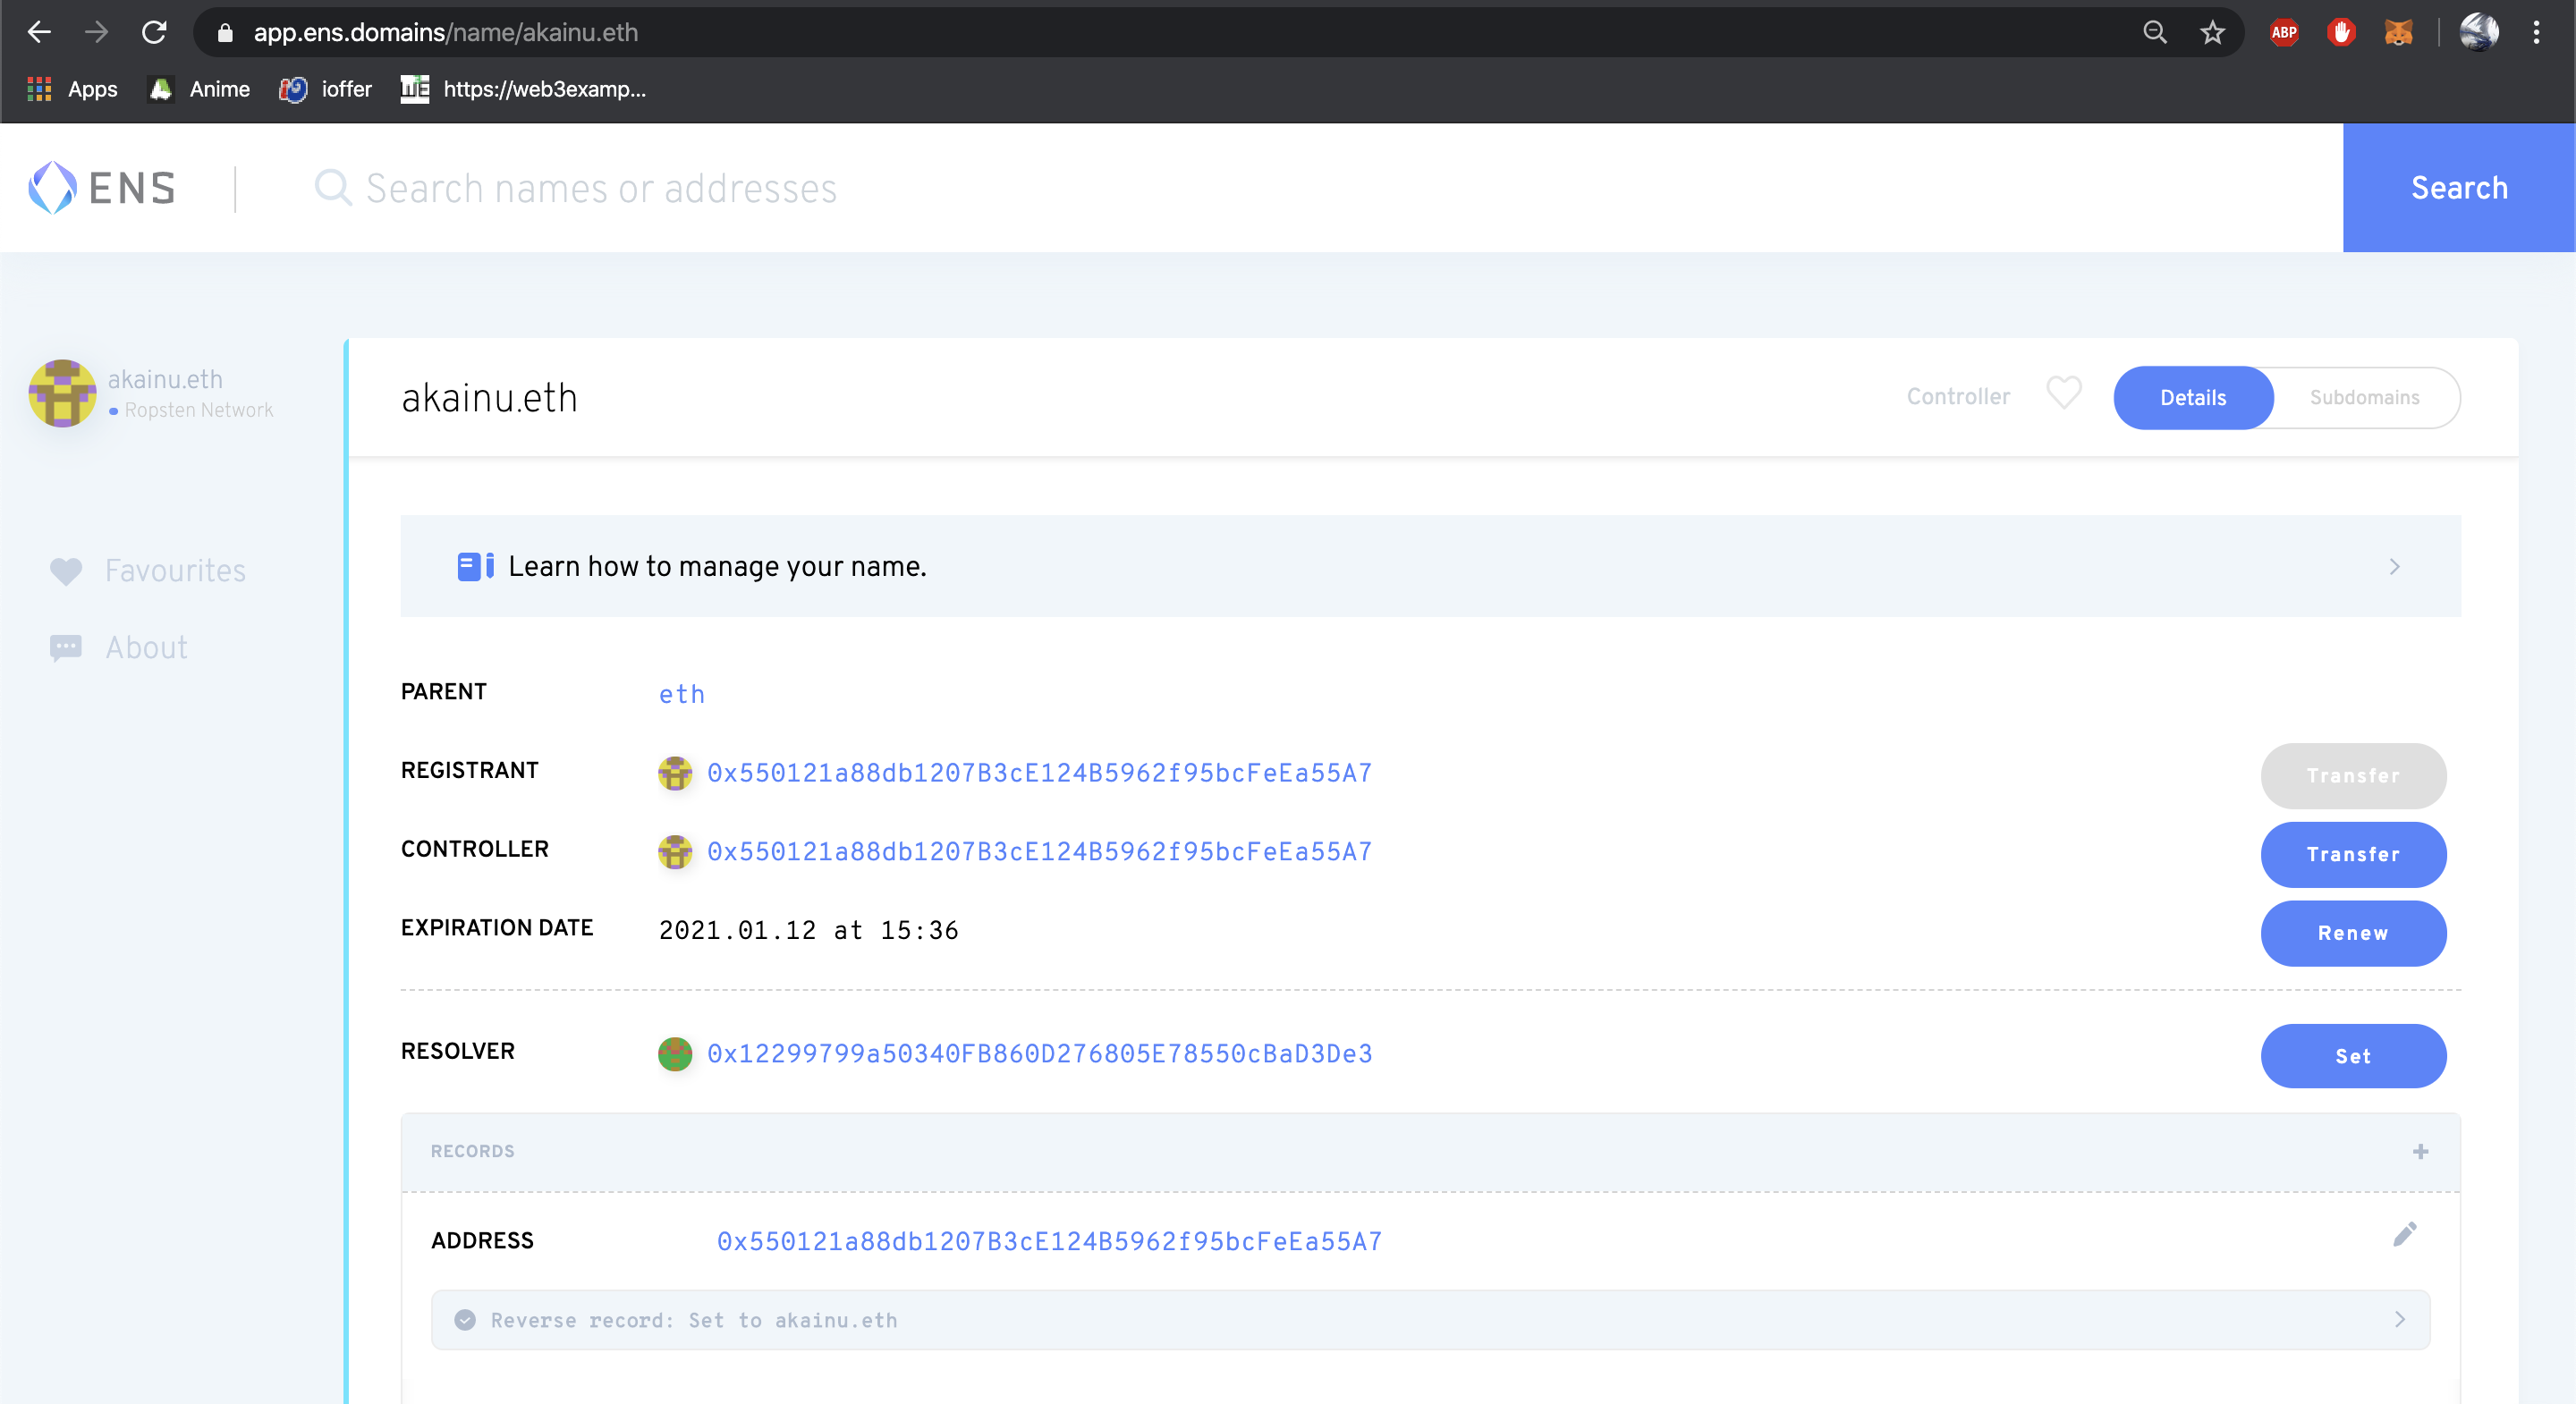 app.ens.domains/name/akainu.eth
ABP
Apps
Anime
ioffer
https://web3examp...
ENS
Search names or addresses
Search
akainu.eth
Ropsten Network
Favourites
About
akainu.eth
Controller
Details
Subdomains
Learn how to manage your name.
PARENT eth
REGISTRANT 0x550121a88db1207B3cE124B5962f95bcFeEa55A7 Transfer
CONTROLLER 0x550121a88db1207B3cE124B5962f95bcFeEa55A7 Transfer
EXPIRATION DATE 2021.01.12 at 15:36 Renew
RESOLVER 0x12299799a50340FB860D276805E78550cBaD3De3 Set
RECORDS +
ADDRESS 0x550121a88db1207B3cE124B5962f95bcFeEa55A7
Reverse record: Set to akainu.eth